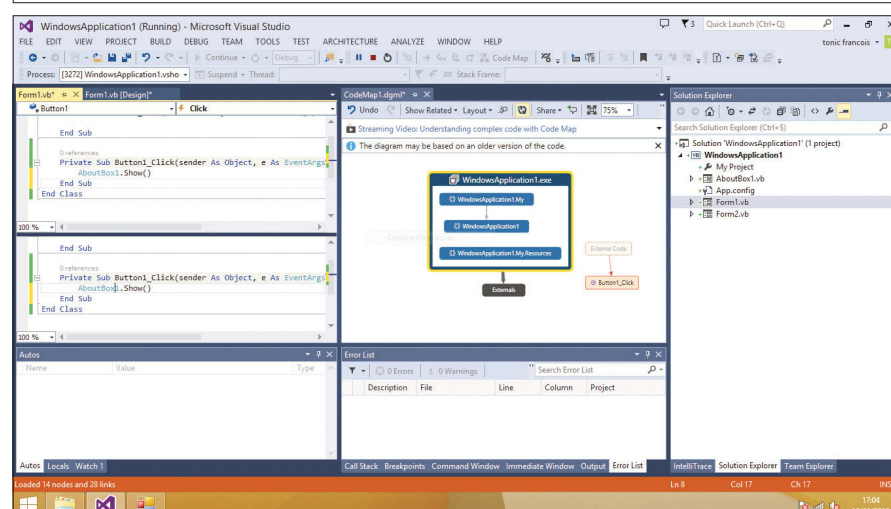 WindowsApplication1 (Running) - Microsoft Visual Studio
3 Quick Launch (Ctrl+Q)
FILE EDIT VIEW PROJECT BUILD DEBUG TEAM TOOLS TEST ARCHITECTURE ANALYZE WINDOW HELP
tonic francois
Continue Debug Code Map
Process: [3272] WindowsApplication1.vsho Suspend Thread: Stack Frame:
Form1.vb* Form1.vb [Design]*
Button1 Click
End Sub
0 references
Private Sub Button1_Click(sender As Object, e As EventArgs
AboutBox1.Show()
End Sub
End Class
100 %
End Sub
0 references
Private Sub Button1_Click(sender As Object, e As EventArgs
AboutBox1.Show()
End Sub
End Class
100 %
CodeMap1.dgml*
Undo Show Related Layout Share 75%
Streaming Video: Understanding complex code with Code Map
The diagram may be based on an older version of the code.
WindowsApplication1.exe
WindowsApplication1.My
WindowsApplication1
WindowsApplication1.My.Resources
Externals
External Code
Button1_Click
Solution Explorer
Search Solution Explorer (Ctrl+$)
Solution 'WindowsApplication1' (1 project)
WindowsApplication1
My Project
AboutBox1.vb
App.config
Form1.vb
Form2.vb
Autos
Name Value Type
Autos Locals Watch 1
Error List
0 Errors 0 Warnings Search Error List
Description File Line Column Project
Call Stack Breakpoints Command Window Immediate Window Output Error List
IntelliTrace Solution Explorer Team Explorer
Loaded 14 nodes and 28 links Ln 8 Col 17 Ch 17 INS
17:04